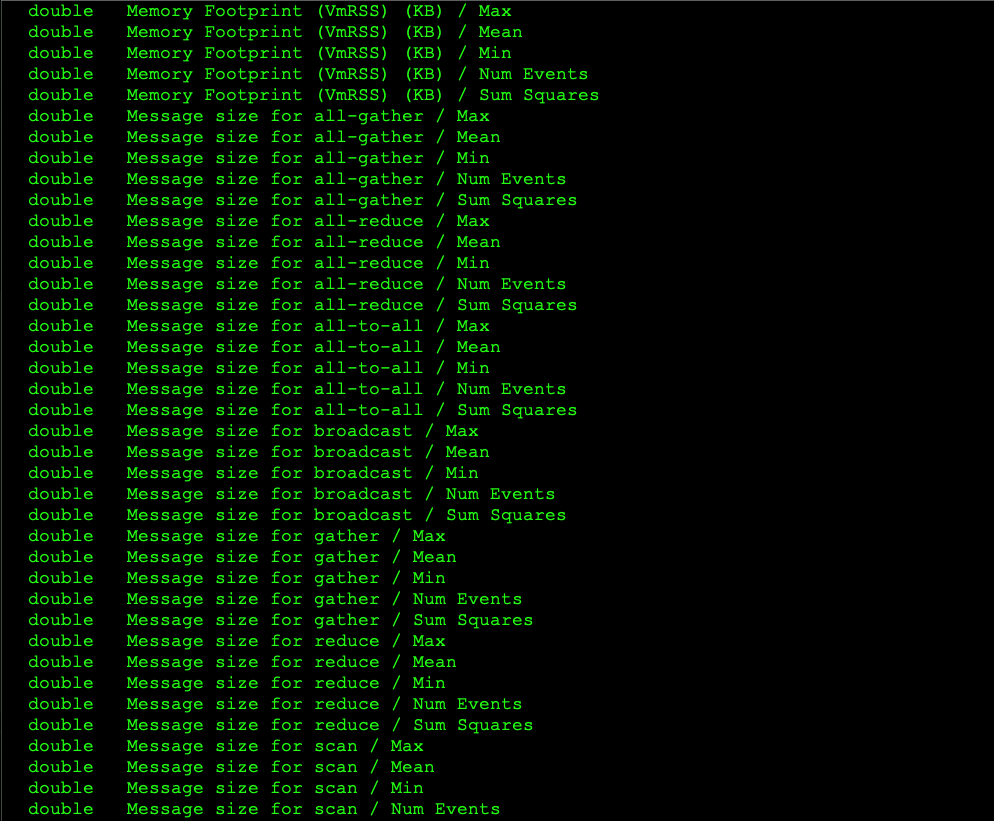 double   Memory Footprint (VmRSS) (KB) / Max
double   Memory Footprint (VmRSS) (KB) / Mean
double   Memory Footprint (VmRSS) (KB) / Min
double   Memory Footprint (VmRSS) (KB) / Num Events
double   Memory Footprint (VmRSS) (KB) / Sum Squares
double   Message size for all-gather / Max
double   Message size for all-gather / Mean
double   Message size for all-gather / Min
double   Message size for all-gather / Num Events
double   Message size for all-gather / Sum Squares
double   Message size for all-reduce / Max
double   Message size for all-reduce / Mean
double   Message size for all-reduce / Min
double   Message size for all-reduce / Num Events
double   Message size for all-reduce / Sum Squares
double   Message size for all-to-all / Max
double   Message size for all-to-all / Mean
double   Message size for all-to-all / Min
double   Message size for all-to-all / Num Events
double   Message size for all-to-all / Sum Squares
double   Message size for broadcast / Max
double   Message size for broadcast / Mean
double   Message size for broadcast / Min
double   Message size for broadcast / Num Events
double   Message size for broadcast / Sum Squares
double   Message size for gather / Max
double   Message size for gather / Mean
double   Message size for gather / Min
double   Message size for gather / Num Events
double   Message size for gather / Sum Squares
double   Message size for reduce / Max
double   Message size for reduce / Mean
double   Message size for reduce / Min
double   Message size for reduce / Num Events
double   Message size for reduce / Sum Squares
double   Message size for scan / Max
double   Message size for scan / Mean
double   Message size for scan / Min
double   Message size for scan / Num Events